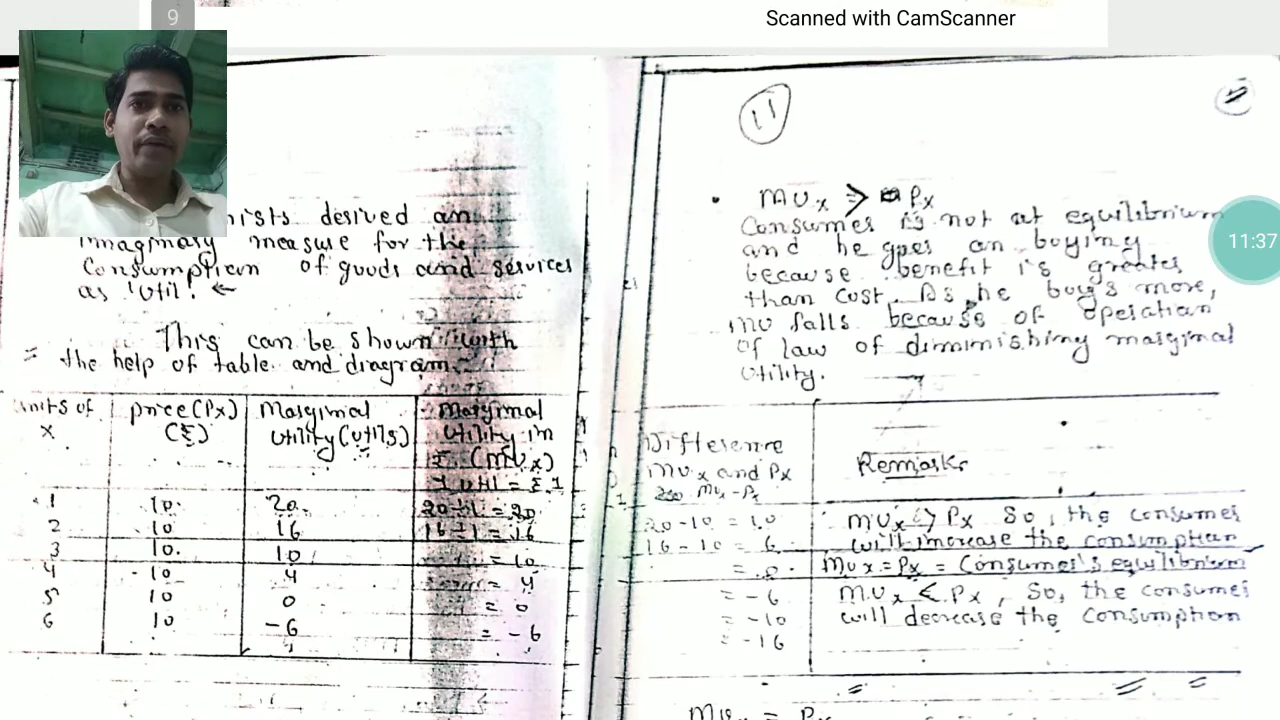 9
Scanned with CamScanner
desired an
imaginary measure for the
Consumption of goods and services
as 'Util'. ←
This can be shown with
= the help of table and diagram.
Units of X | price (Px) (₹) | Marginal Utility (utils) | Marginal Utility in ₹ (MUx) 1 util = ₹ 1
1 | 10 | 20 | 20÷1 = 20
2 | 10 | 16 | 16÷1 = 16
3 | 10 | 10 | = 10
4 | 10 | 4 | = 4
5 | 10 | 0 | = 0
6 | 10 | -6 | = -6
11
11:37
• MUx > Px
Consumer is not at equilibrium
and he goes on buying
because benefit is greater
than cost. As he buys more,
MU falls because of operation
of law of diminishing marginal
utility.
Difference MUx and Px MUx - Px | Remark
20-10 = 10 | MUx > Px So, the consumer
16-10 = 6 | will increase the consumption
= 0 | MUx = Px = Consumer's equilibrium
= -6 | MUx < Px, So, the consumer
= -10 | will decrease the consumption
= -16
MUx = Px